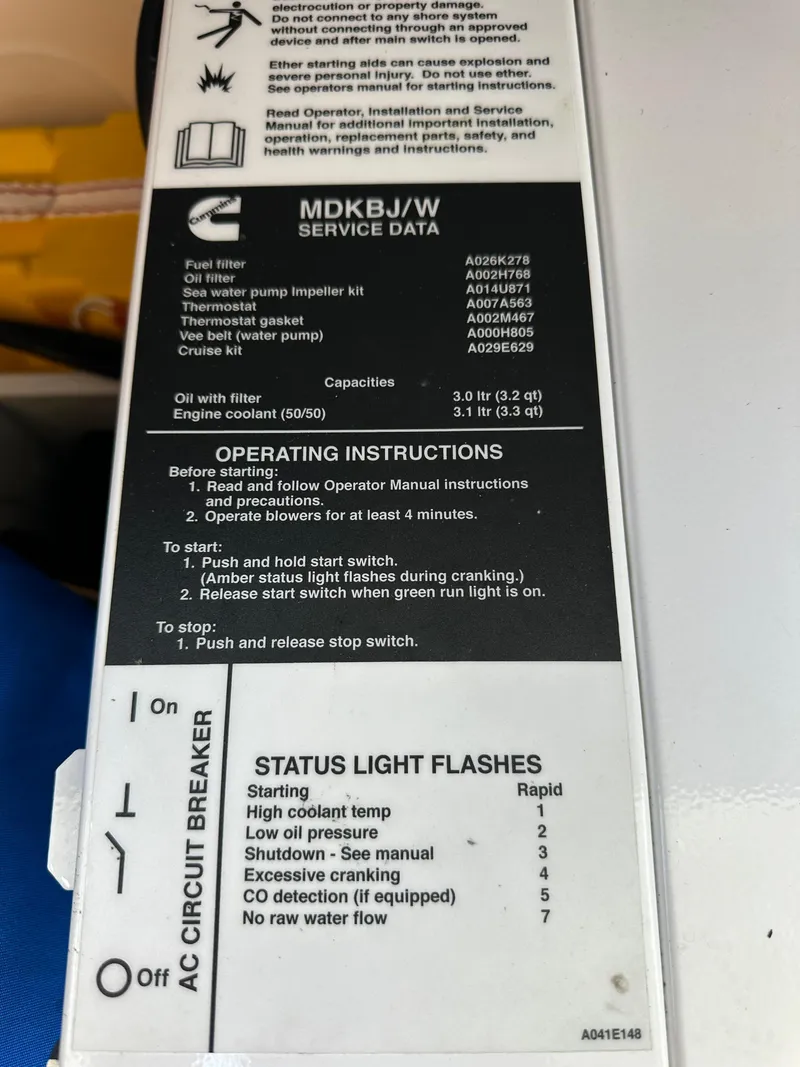 electrocution or property damage.
Do not connect to any shore system
without connecting through an approved
device and after main switch is opened.
Ether starting aids can cause explosion and
severe personal injury. Do not use ether.
See operators manual for starting instructions.
Read Operator, Installation and Service
Manual for additional important installation,
operation, replacement parts, safety, and
health warnings and instructions.
Cummins
MDKBJ/W
SERVICE DATA
Fuel filter A026K278
Oil filter A002H768
Sea water pump Impeller kit A014U871
Thermostat A007A563
Thermostat gasket A002M467
Vee belt (water pump) A000H805
Cruise kit A029E629
Capacities
Oil with filter 3.0 ltr (3.2 qt)
Engine coolant (50/50) 3.1 ltr (3.3 qt)
OPERATING INSTRUCTIONS
Before starting:
1. Read and follow Operator Manual instructions
and precautions.
2. Operate blowers for at least 4 minutes.
To start:
1. Push and hold start switch.
(Amber status light flashes during cranking.)
2. Release start switch when green run light is on.
To stop:
1. Push and release stop switch.
On
AC CIRCUIT BREAKER
Off
STATUS LIGHT FLASHES
Starting Rapid
High coolant temp 1
Low oil pressure 2
Shutdown - See manual 3
Excessive cranking 4
CO detection (if equipped) 5
No raw water flow 7
A041E148